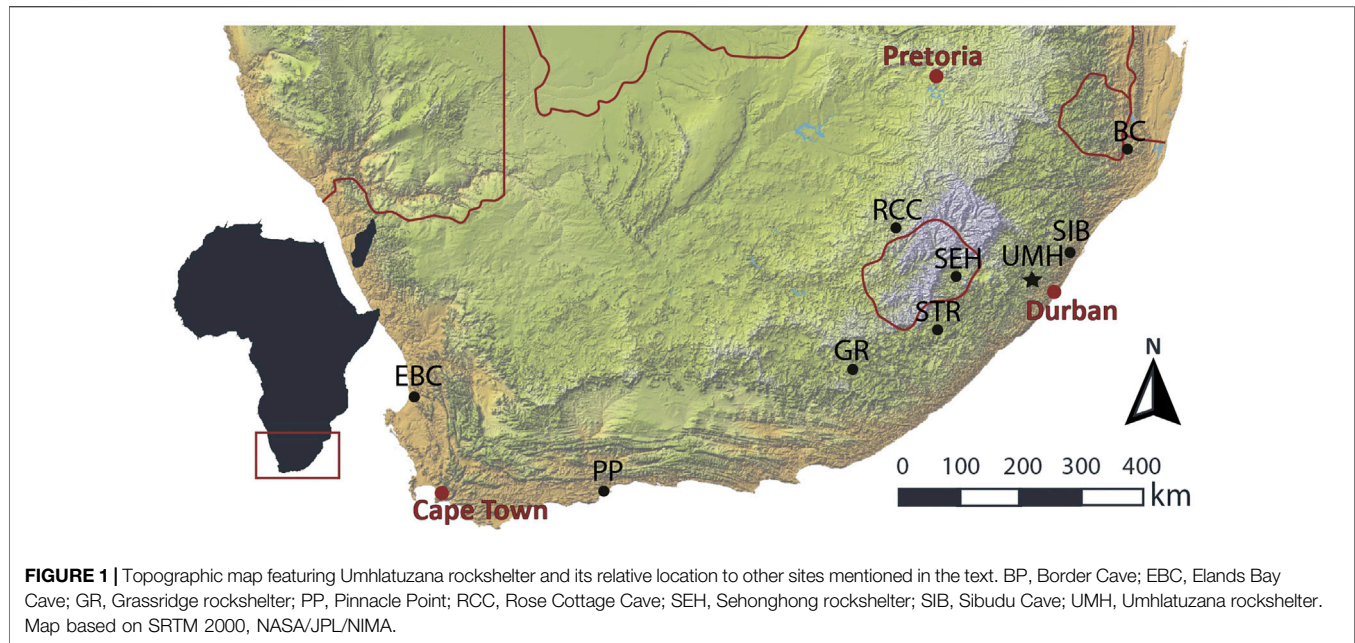 Pretoria
BC
RCC
SIB
SEH
UMH
STR
Durban
GR
EBC
N
PP
0 100 200 300 400
km
Cape Town
FIGURE 1 | Topographic map featuring Umhlatuzana rockshelter and its relative location to other sites mentioned in the text. BP, Border Cave; EBC, Elands Bay
Cave; GR, Grassridge rockshelter; PP, Pinnacle Point; RCC, Rose Cottage Cave; SEH, Sehonghong rockshelter; SIB, Sibudu Cave; UMH, Umhlatuzana rockshelter.
Map based on SRTM 2000, NASA/JPL/NIMA.